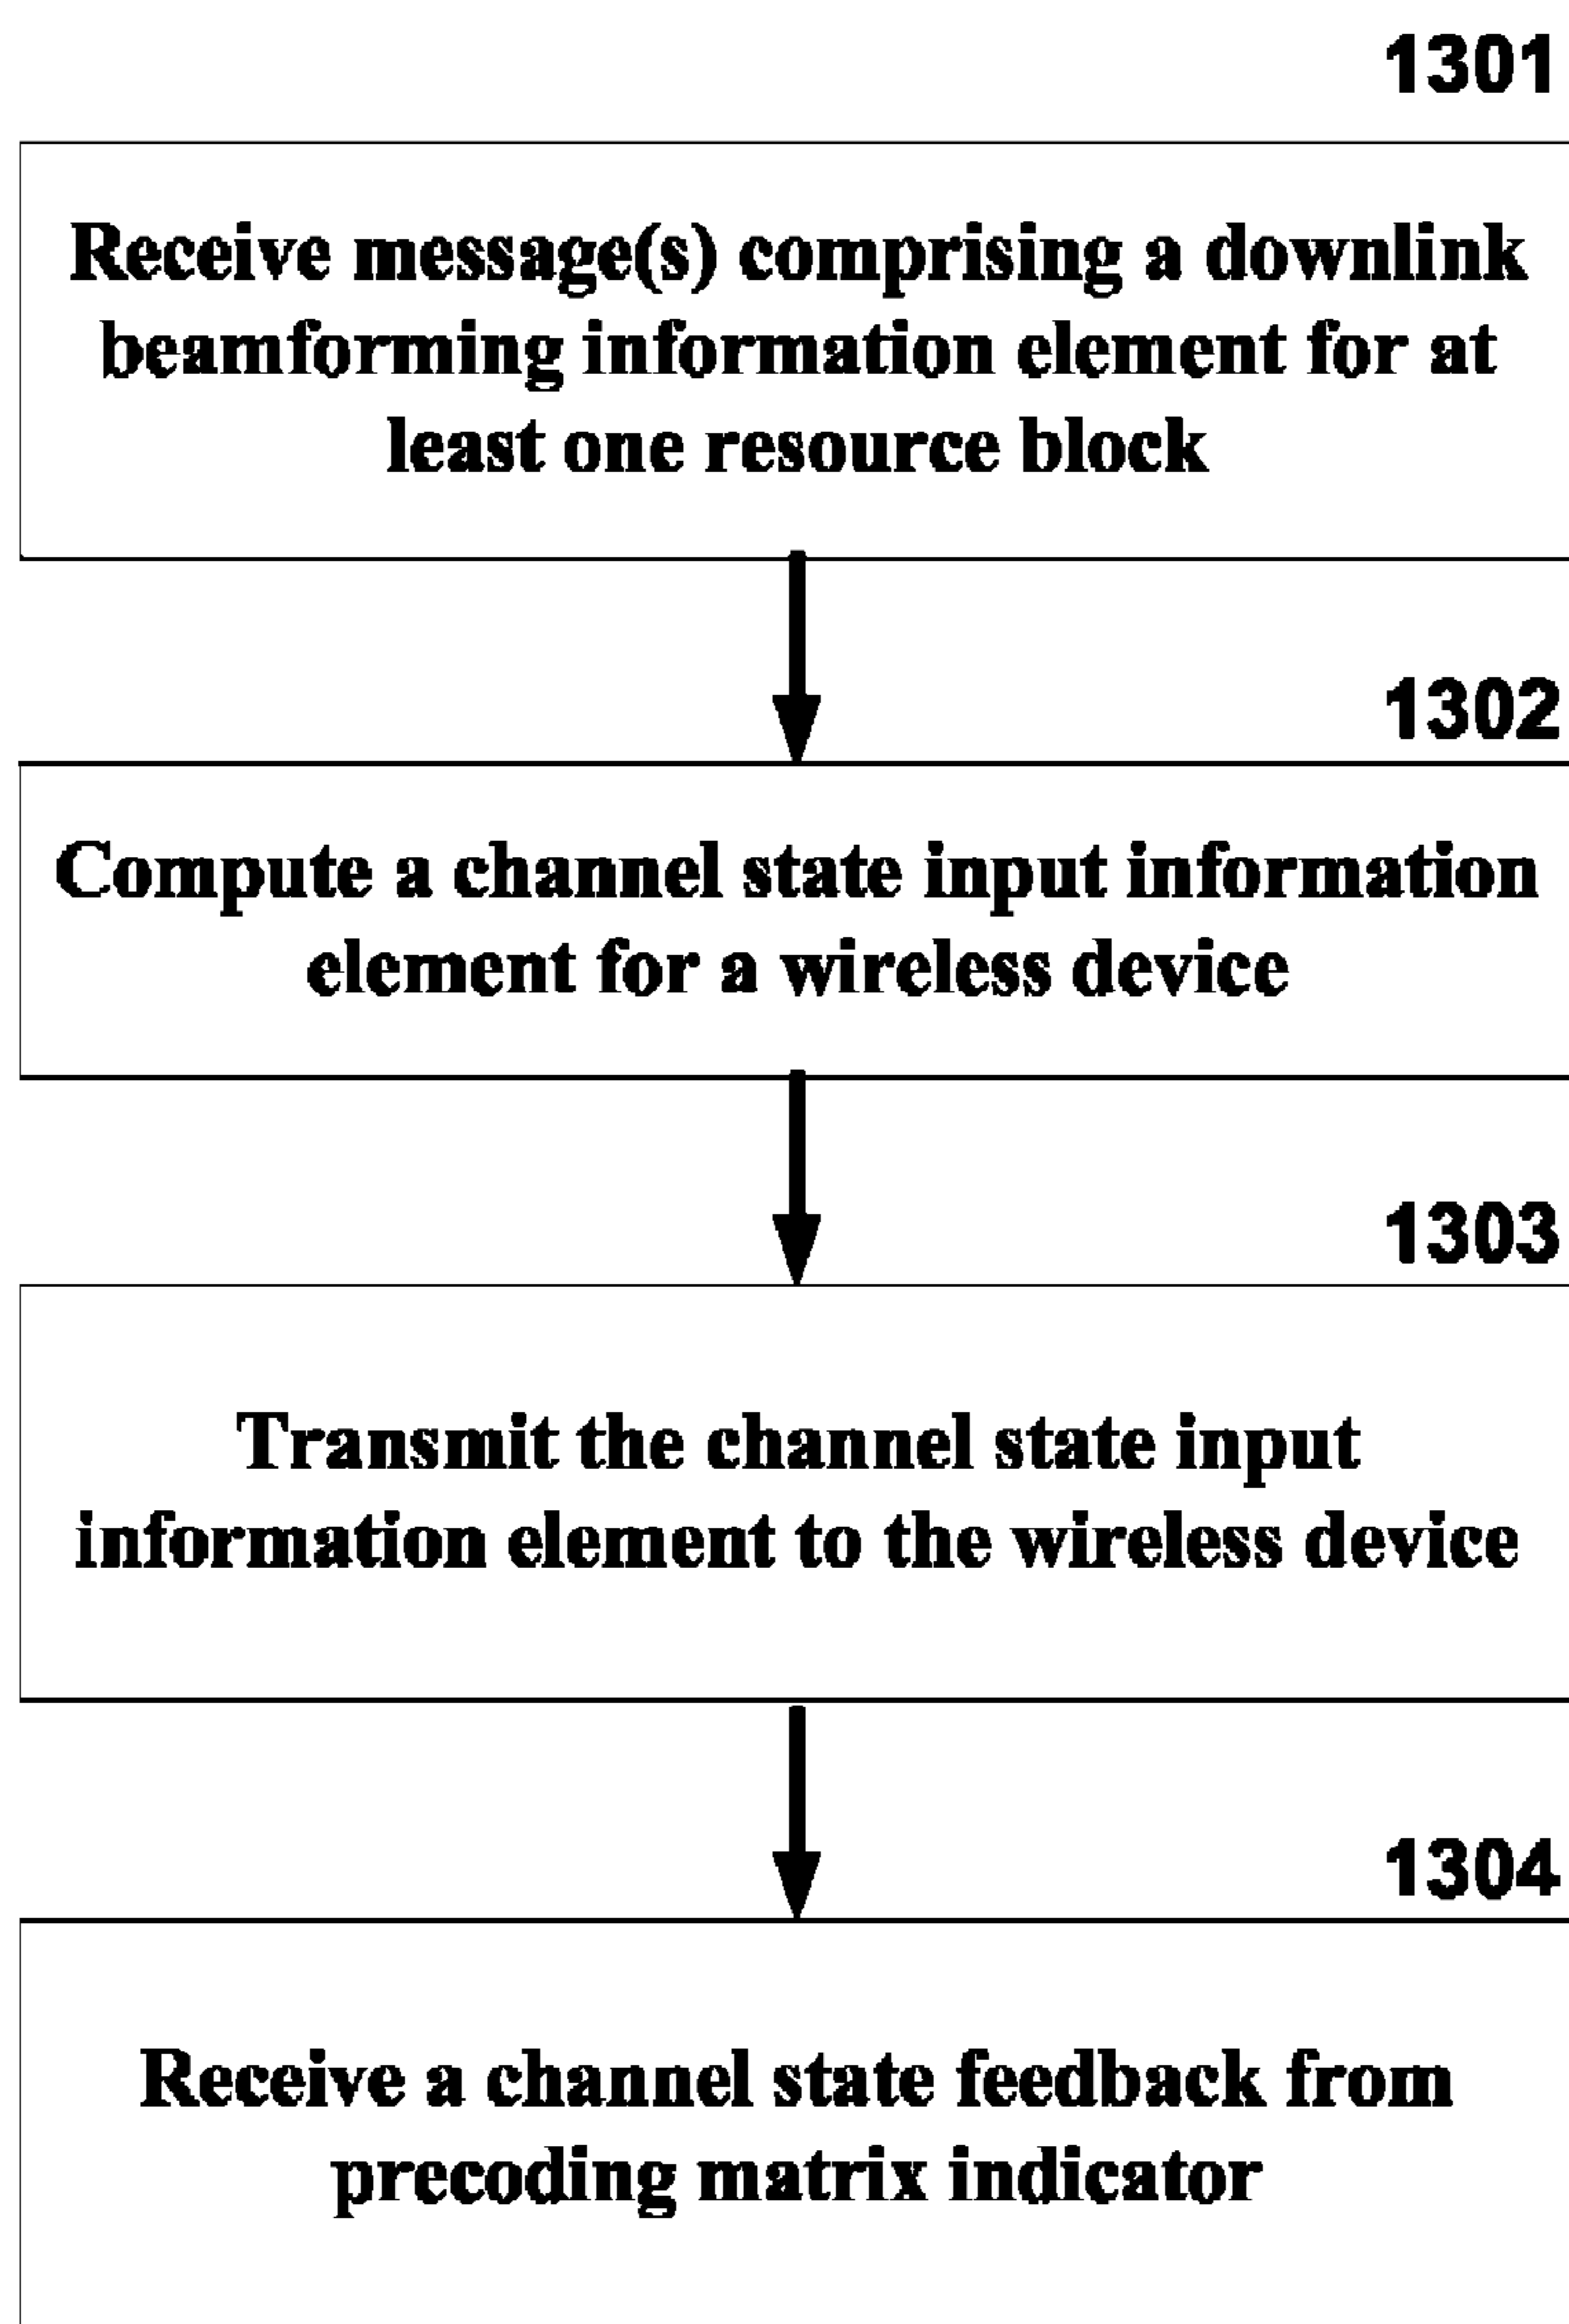 1301
Receive message(s) comprising a downlink
beamforming information element for at
least one resource block
1302
Compute a channel state input information
element for a wireless device
1303
Transmit the channel state input
information element to the wireless device
1304
Receive a channel state feedback from
precoding matrix indicator